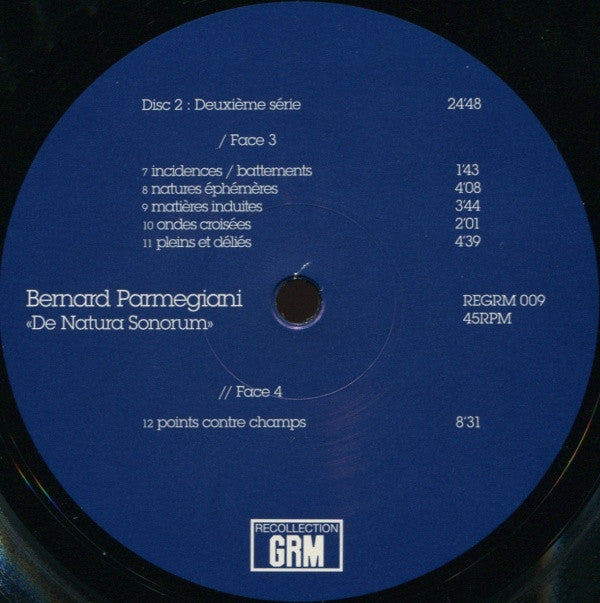 Disc 2 : Deuxième série 24'48
/ Face 3
7 incidences / battements 1'43
8 natures éphémères 4'08
9 matières induites 3'44
10 ondes croisées 2'01
11 pleins et déliés 4'39
Bernard Parmegiani
«De Natura Sonorum»
REGRM 009
45RPM
// Face 4
12 points contre champs 8'31
RECOLLECTION
GRM